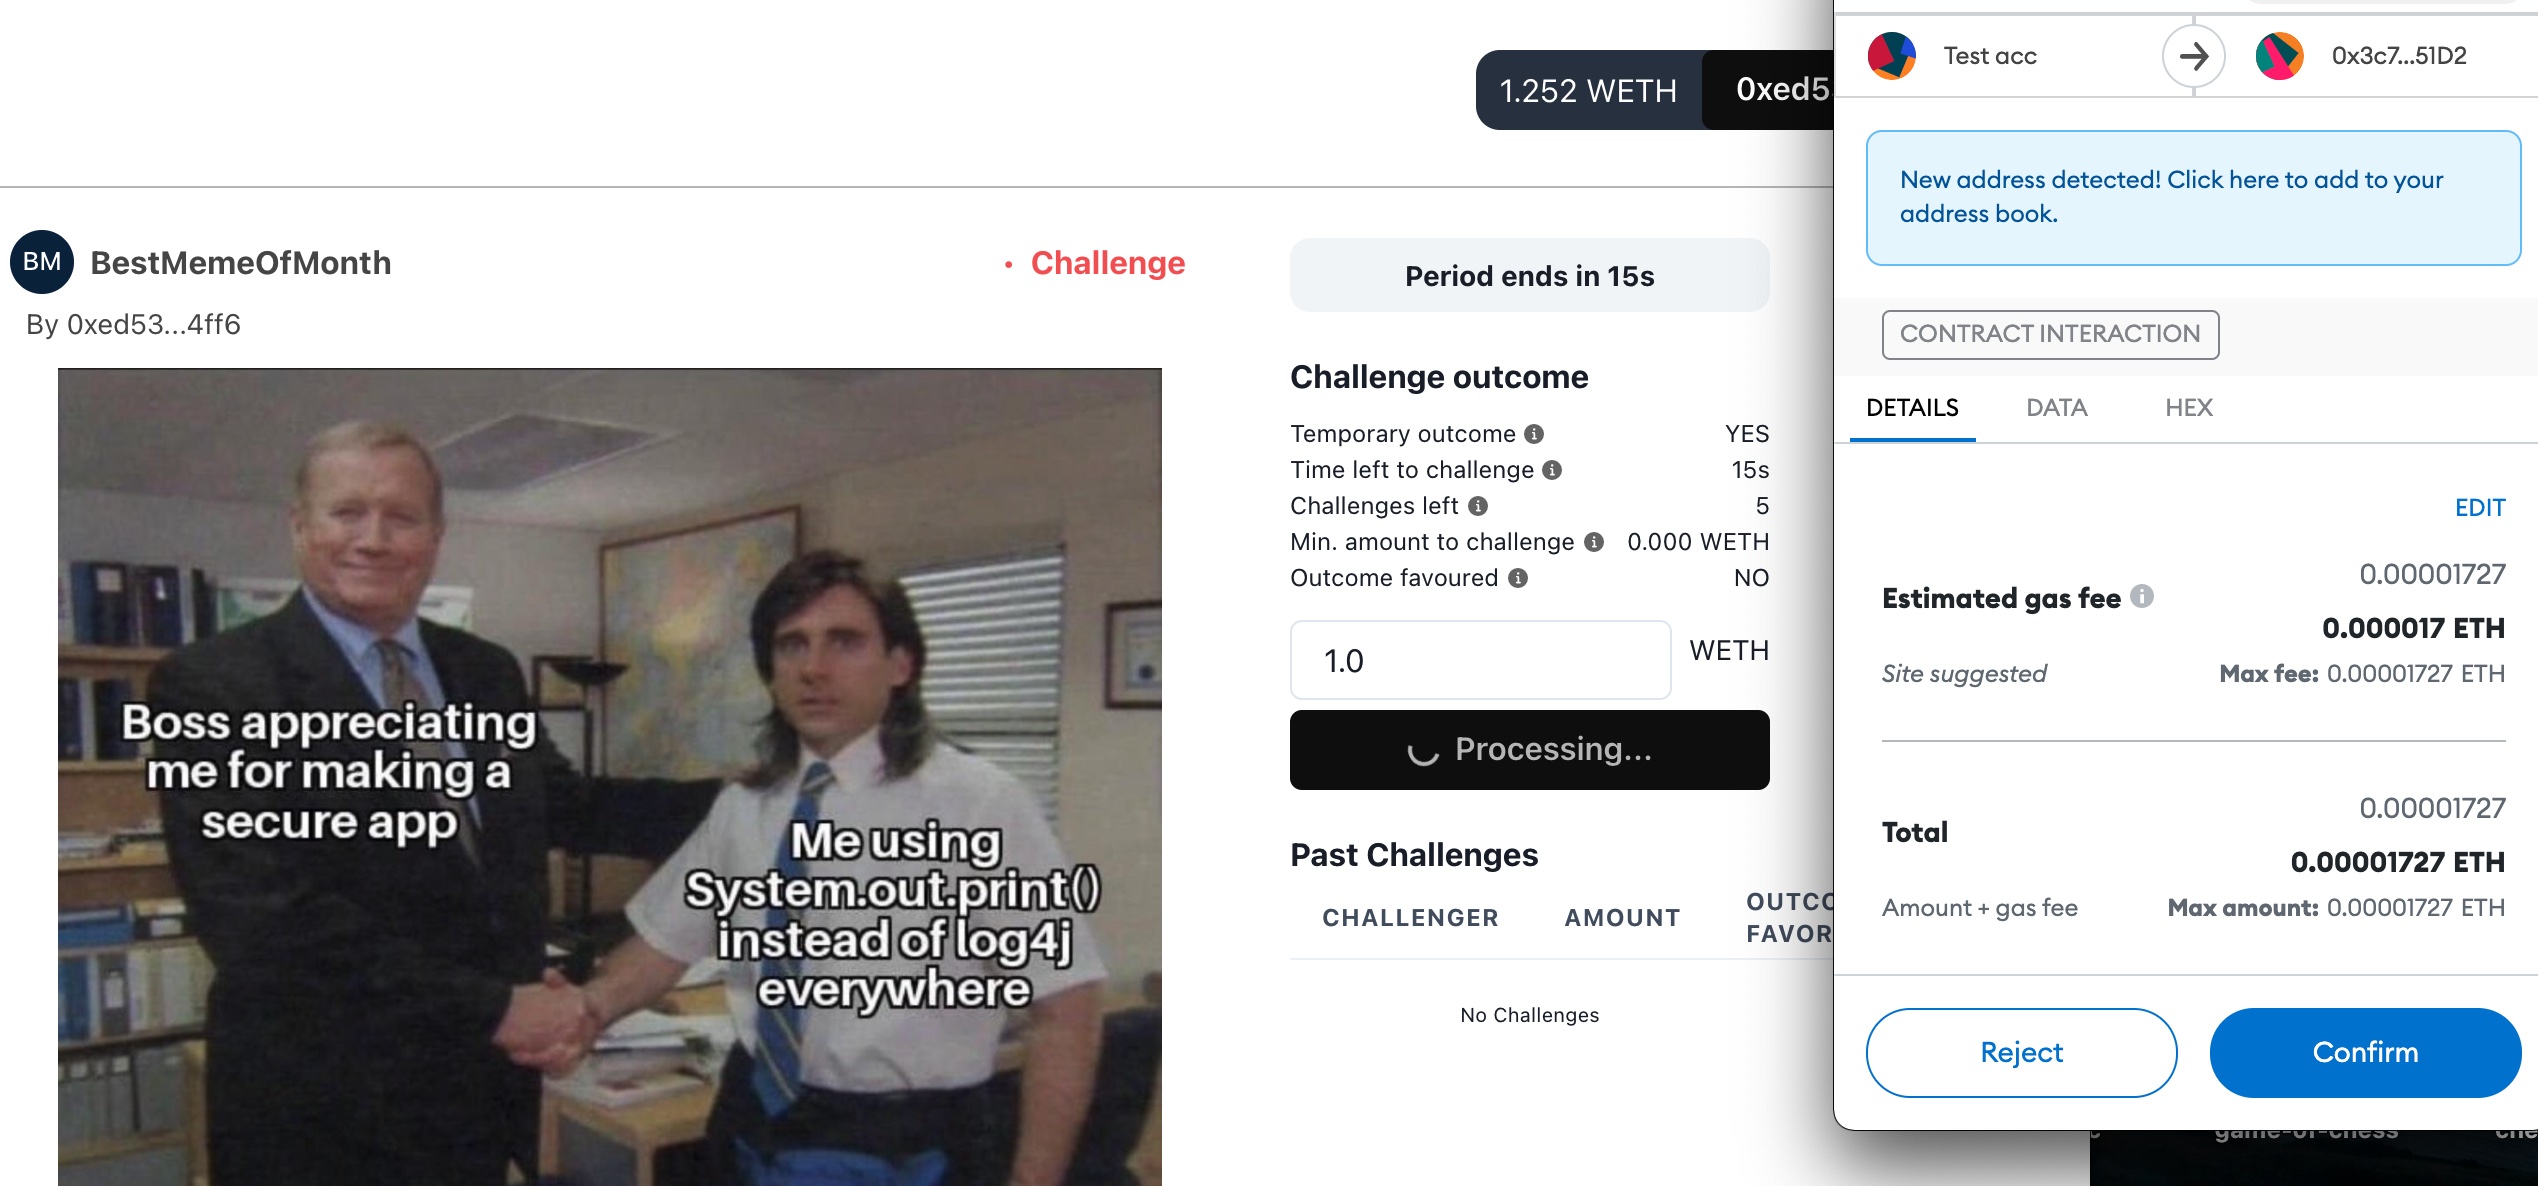 1.252 WETH
0xed5
BM
BestMemeOfMonth
• Challenge
By 0xed53...4ff6
Boss appreciating
me for making a
secure app
Me using
System.out.print()
instead of log4j
everywhere
Period ends in 15s
Challenge outcome
Temporary outcome YES
Time left to challenge 15s
Challenges left 5
Min. amount to challenge 0.000 WETH
Outcome favoured NO
1.0 WETH
Processing...
Past Challenges
CHALLENGER AMOUNT
No Challenges
Test acc 0x3c7...51D2
New address detected! Click here to add to your
address book.
CONTRACT INTERACTION
DETAILS DATA HEX
EDIT
0.00001727
Estimated gas fee
0.000017 ETH
Site suggested Max fee: 0.00001727 ETH
0.00001727
Total
0.00001727 ETH
Amount + gas fee Max amount: 0.00001727 ETH
Reject Confirm